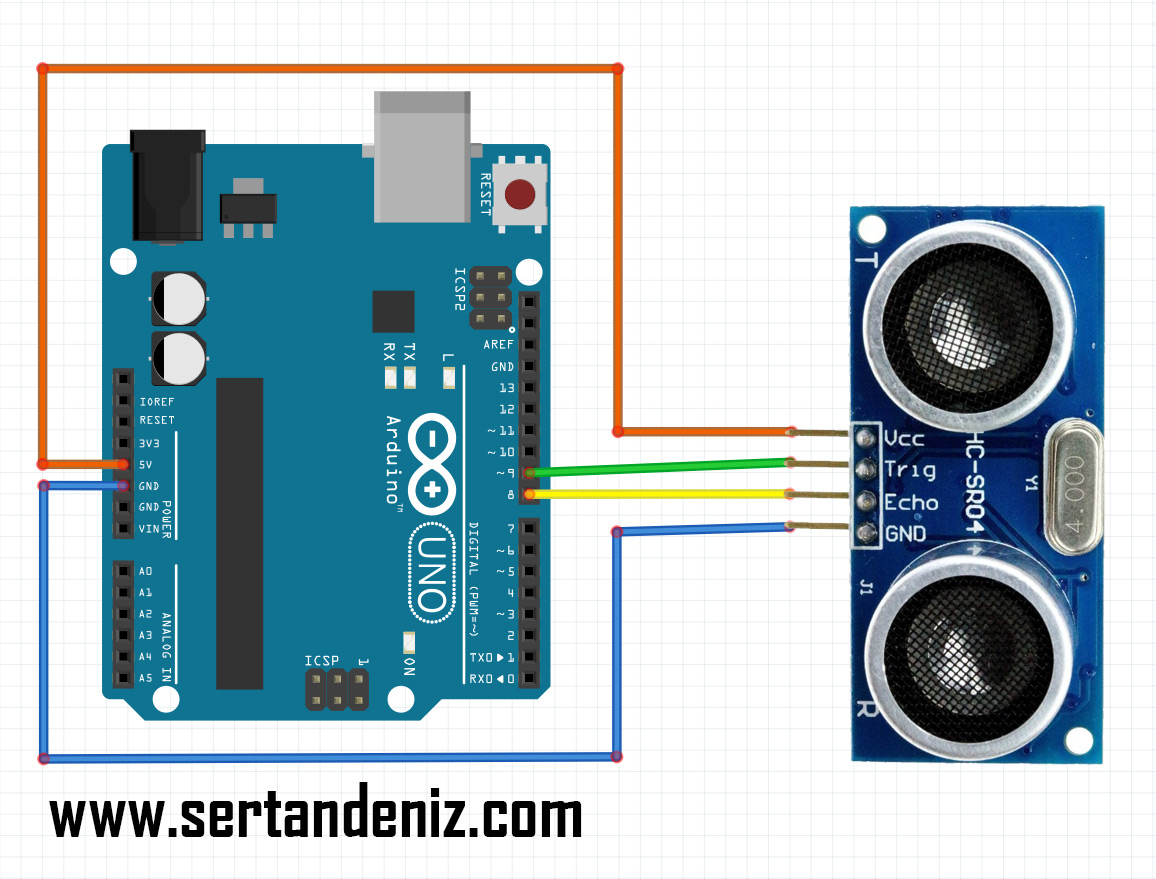 RESET
ICSP2
AREF
GND
13
12
~11
~10
~9
8
7
~6
~5
4
~3
2
TX0▶1
RX0◀0
DIGITAL (PWM=~)
RX
TX
L
Arduino™
UNO
ON
ICSP
1
IOREF
RESET
3V3
5V
GND
GND
VIN
POWER
A0
A1
A2
A3
A4
A5
ANALOG IN
T
Vcc
Trig
Echo
GND
HC-SR04
Y1
4.000
J1
R
www.sertandeniz.com